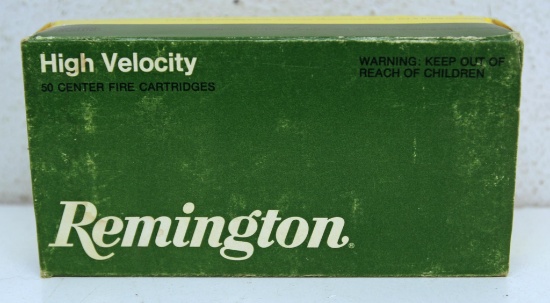 High Velocity
50 CENTER FIRE CARTRIDGES
WARNING: KEEP OUT OF
REACH OF CHILDREN
Remington®